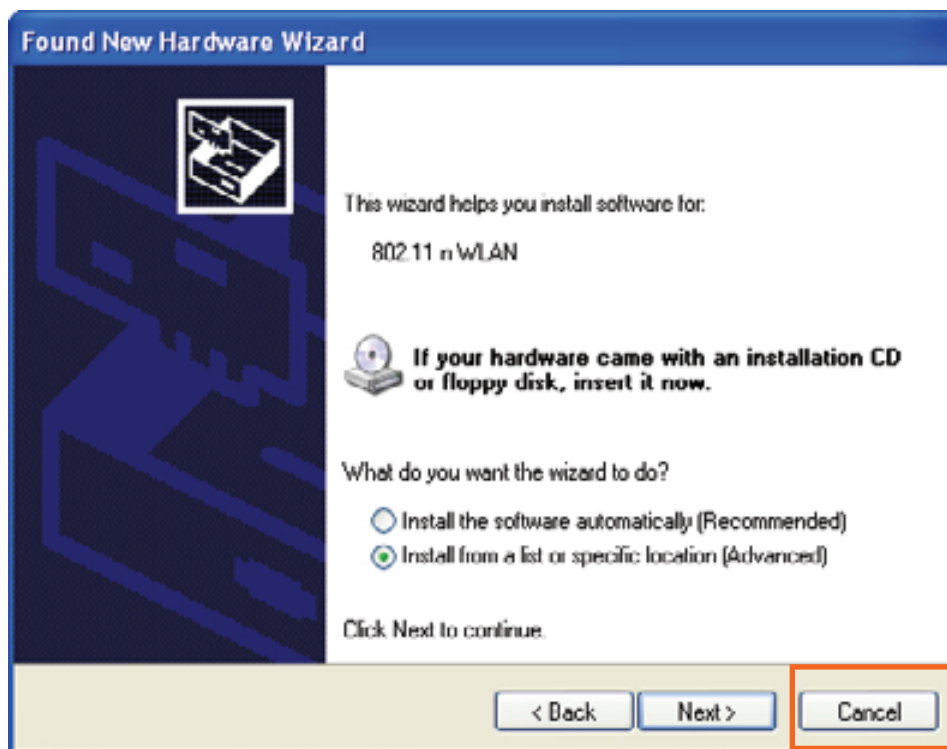 Found New Hardware Wizard
This wizard helps you install software for:
802.11 n WLAN
If your hardware came with an installation CD
or floppy disk, insert it now.
What do you want the wizard to do?
Install the software automatically (Recommended)
Install from a list or specific location (Advanced)
Click Next to continue.
< Back
Next >
Cancel